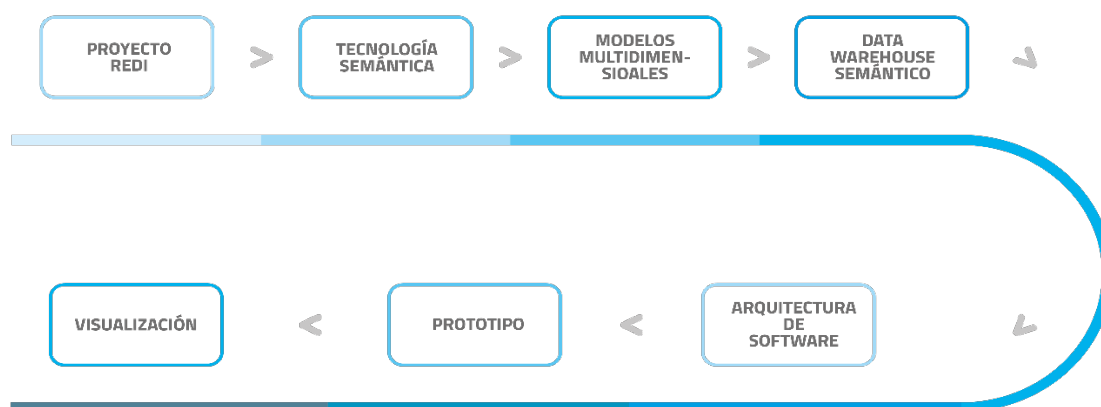 PROYECTO
REDI
TECNOLOGÍA
SEMÁNTICA
MODELOS
MULTIDIMEN-
SIOALES
DATA
WAREHOUSE
SEMÁNTICO
ARQUITECTURA
DE
SOFTWARE
PROTOTIPO
VISUALIZACIÓN